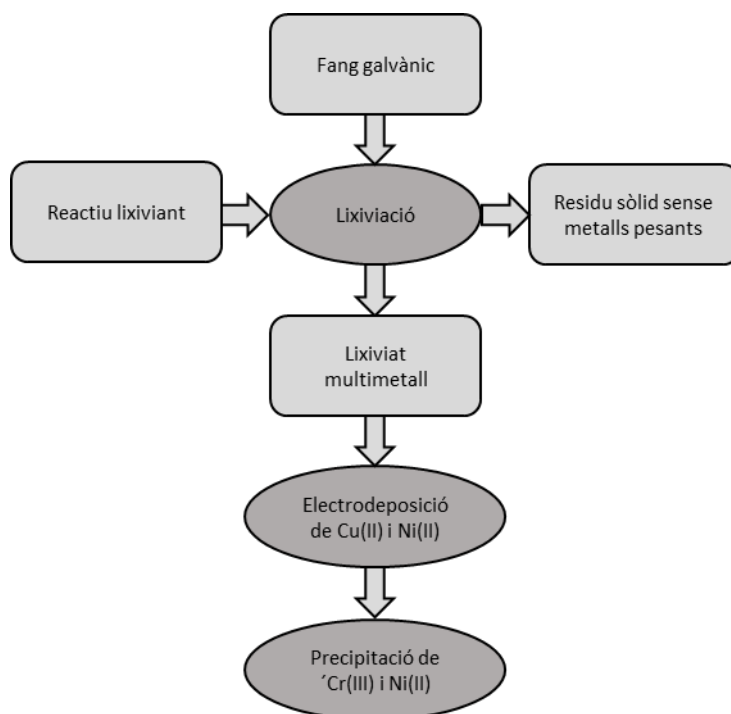 Fang galvànic
Reactiu lixiviant
Lixiviació
Residu sòlid sense
metalls pesants
Lixiviat
multimetall
Electrodeposició
de Cu(II) i Ni(II)
Precipitació de
´Cr(III) i Ni(II)